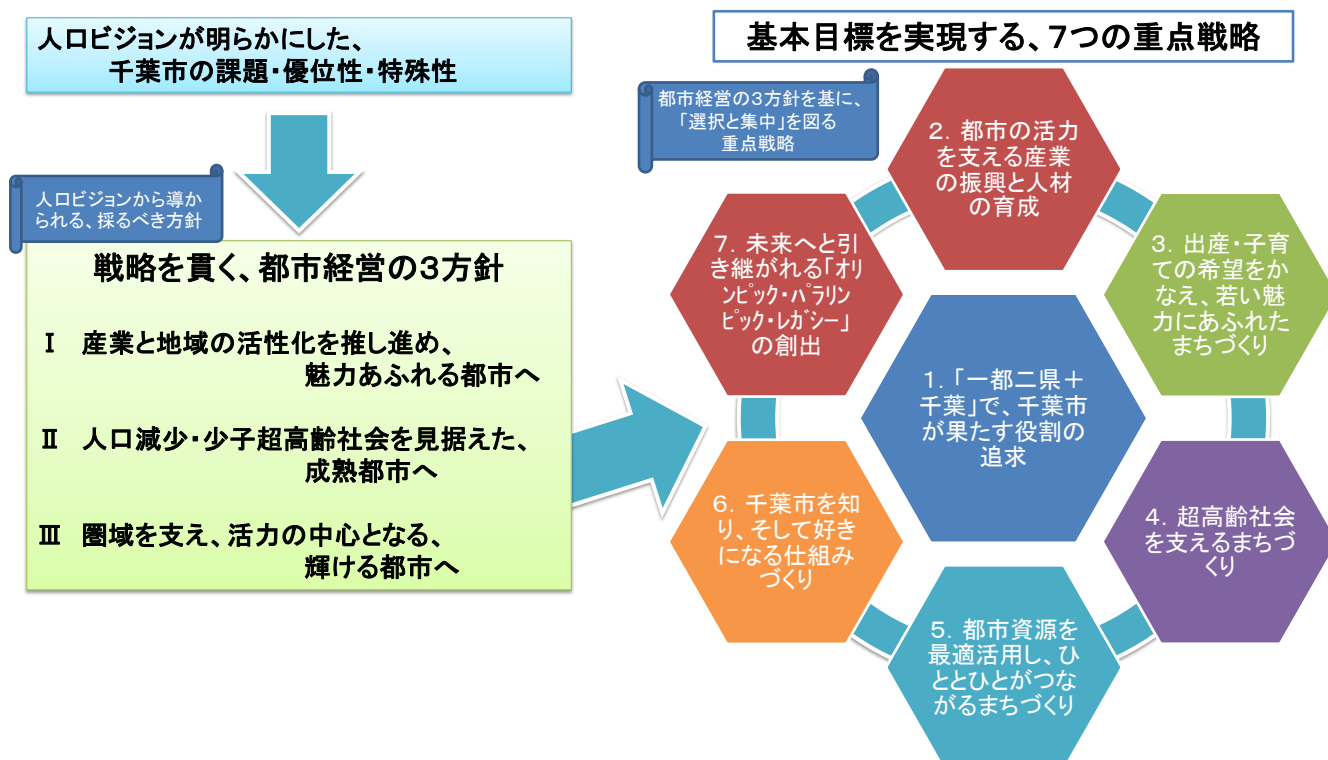 人口ビジョンが明らかにした、
千葉市の課題・優位性・特殊性
人口ビジョンから導か
れる、採るべき方針
戦略を貫く、都市経営の3方針
Ⅰ 産業と地域の活性化を推し進め、
魅力あふれる都市へ
Ⅱ 人口減少・少子超高齢社会を見据えた、
成熟都市へ
Ⅲ 圏域を支え、活力の中心となる、
輝ける都市へ
基本目標を実現する、7つの重点戦略
都市経営の3方針を基に、
「選択と集中」を図る
重点戦略
1．「一都二県＋
千葉」で、千葉市
が果たす役割の
追求
2．都市の活力
を支える産業
の振興と人材
の育成
3．出産・子育
ての希望をか
なえ、若い魅
力にあふれた
まちづくり
4．超高齢社会
を支えるまちづ
くり
5．都市資源を
最適活用し、ひ
ととひとがつな
がるまちづくり
6．千葉市を知
り、そして好き
になる仕組み
づくり
7．未来へと引
き継がれる「ｵﾘ
ﾝﾋﾟｯｸ・ﾊﾟﾗﾘﾝ
ﾋﾟｯｸ・ﾚｶﾞｼｰ」
の創出